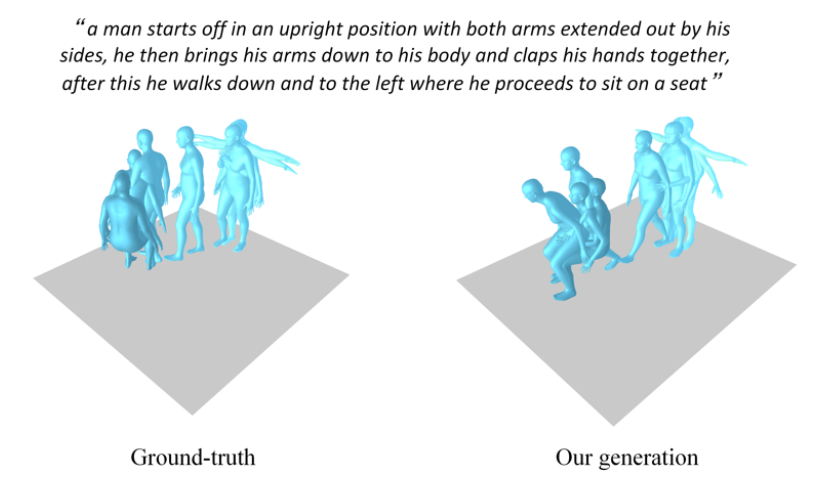 “a man starts off in an upright position with both arms extended out by his
sides, he then brings his arms down to his body and claps his hands together,
after this he walks down and to the left where he proceeds to sit on a seat”
Ground-truth
Our generation